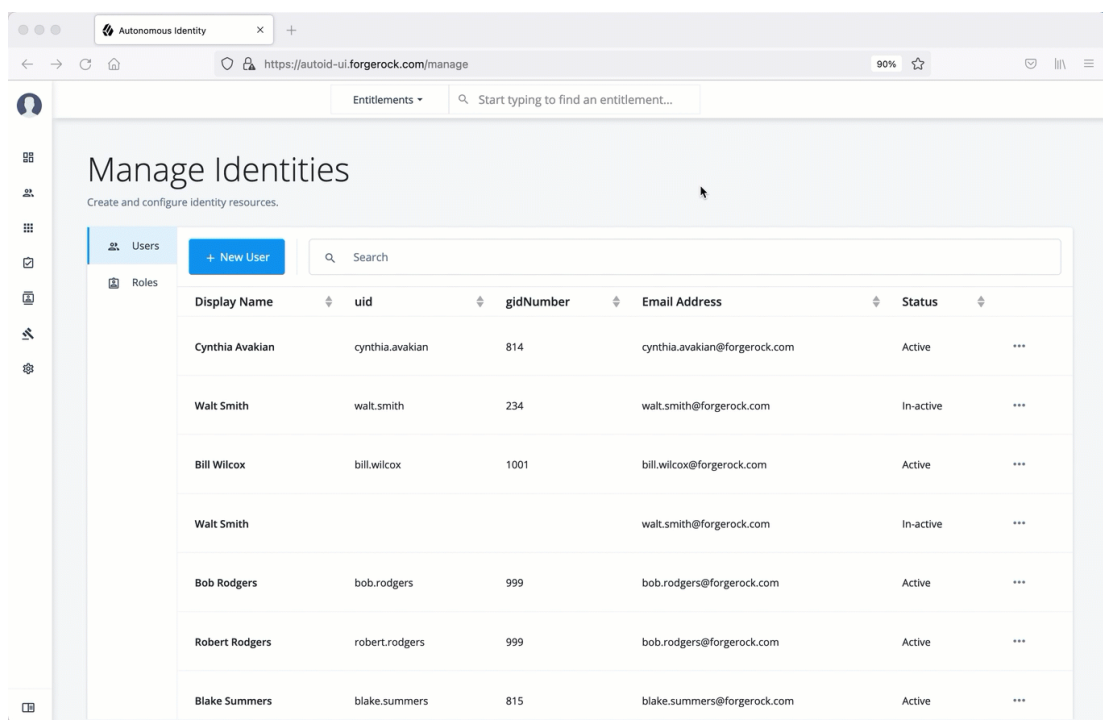 Autonomous Identity
https://autoid-ui.forgerock.com/manage
90%
Entitlements
Start typing to find an entitlement...
Manage Identities
Create and configure identity resources.
Users
Roles
+ New User
Search
Display Name uid gidNumber Email Address Status
Cynthia Avakian cynthia.avakian 814 cynthia.avakian@forgerock.com Active
Walt Smith walt.smith 234 walt.smith@forgerock.com In-active
Bill Wilcox bill.wilcox 1001 bill.wilcox@forgerock.com Active
Walt Smith walt.smith@forgerock.com In-active
Bob Rodgers bob.rodgers 999 bob.rodgers@forgerock.com Active
Robert Rodgers robert.rodgers 999 bob.rodgers@forgerock.com Active
Blake Summers blake.summers 815 blake.summers@forgerock.com Active